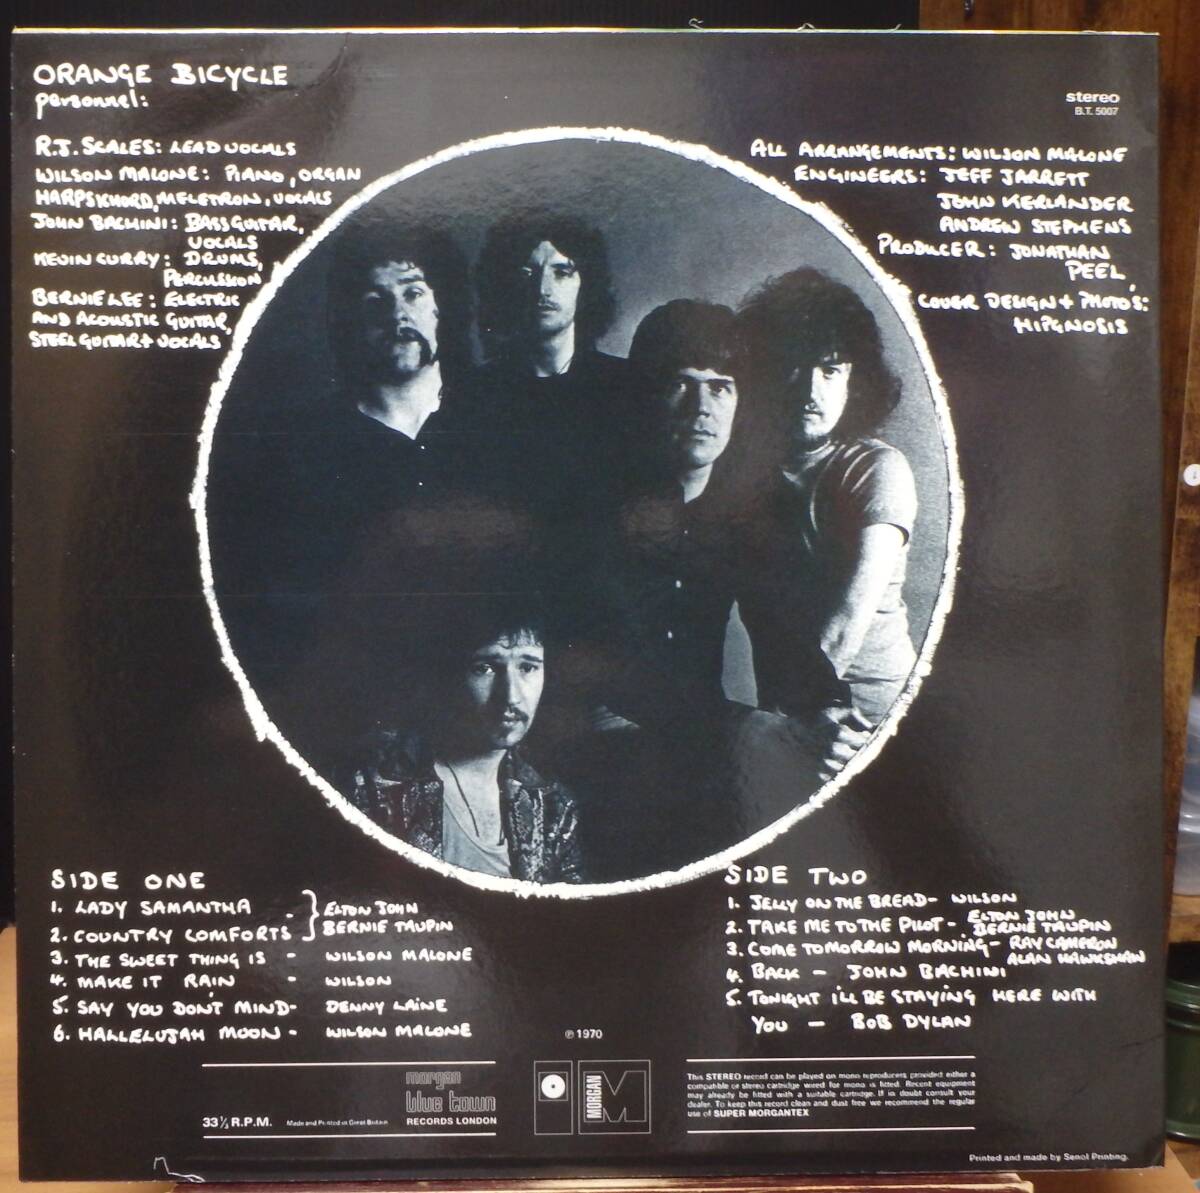 ORANGE BICYCLE
personnel:
R.J. SCALES: LEAD VOCALS
WILSON MALONE: PIANO, ORGAN
HARPSICHORD, MELETRON, VOCALS
JOHN BACHINI: BASS GUITAR,
VOCALS
KEVIN CURRY: DRUMS,
PERCUSSION
BERNIE LEE: ELECTRIC
AND ACOUSTIC GUITAR,
STEEL GUITAR + VOCALS
stereo
B.T. 5007
ALL ARRANGEMENTS: WILSON MALONE
ENGINEERS: JEFF JARRETT
JOHN KERLANDER
ANDREW STEPHENS
PRODUCER: JONATHAN
PEEL,
COVER DESIGN + PHOTO'S:
HIPGNOSIS
SIDE ONE
1. LADY SAMANTHA -
2. COUNTRY COMFORTS
} ELTON JOHN
BERNIE TAUPIN
3. THE SWEET THING IS - WILSON MALONE
4. MAKE IT RAIN - WILSON
5. SAY YOU DON'T MIND - DENNY LAINE
6. HALLELUJAH MOON - WILSON MALONE
SIDE TWO
1. JELLY ON THE BREAD - WILSON
2. TAKE ME TO THE PILOT - ELTON JOHN
BERNIE TAUPIN
3. COME TOMORROW MORNING - RAY CAMERON
ALAN HAWKSHAW
4. BACK - JOHN BACHINI
5. TONIGHT I'LL BE STAYING HERE WITH
YOU - BOB DYLAN
℗ 1970
33⅓ R.P.M. Made and Printed in Great Britain
morgan
blue town
RECORDS LONDON
MORGAN
M
This STEREO record can be played on mono reproducers provided either a
compatible or stereo cartridge wired for mono is fitted. Recent equipment
may already be fitted with a suitable cartridge. If in doubt consult your
dealer. To keep this record clean and dust free we recommend the regular
use of SUPER MORGANTEX
Printed and made by Senol Printing.